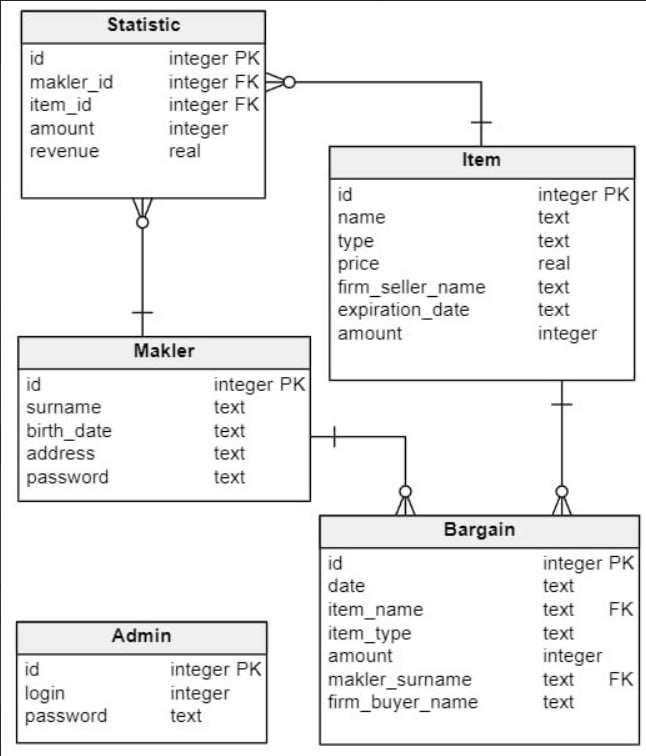 Statistic
id integer PK
makler_id integer FK
item_id integer FK
amount integer
revenue real
Item
id integer PK
name text
type text
price real
firm_seller_name text
expiration_date text
amount integer
Makler
id integer PK
surname text
birth_date text
address text
password text
Bargain
id integer PK
date text
item_name text FK
item_type text
amount integer
makler_surname text FK
firm_buyer_name text
Admin
id integer PK
login integer
password text